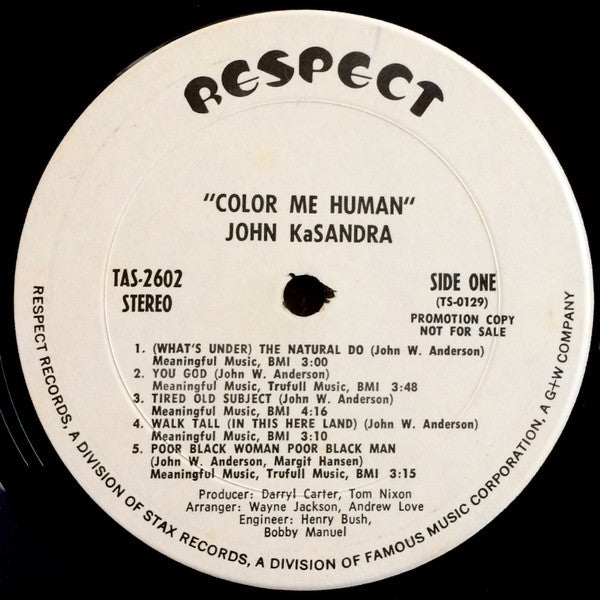 RESPECT
"COLOR ME HUMAN"
JOHN KaSANDRA
TAS-2602
STEREO
SIDE ONE
(TS-0129)
PROMOTION COPY
NOT FOR SALE
1. (WHAT'S UNDER) THE NATURAL DO (John W. Anderson)
Meaningful Music, BMI 3:00
2. YOU GOD (John W. Anderson)
Meaningful Music, Trufull Music, BMI 3:48
3. TIRED OLD SUBJECT (John W. Anderson)
Meaningful Music, BMI 4:16
4. WALK TALL (IN THIS HERE LAND) (John W. Anderson)
Meaningful Music, BMI 3:10
5. POOR BLACK WOMAN POOR BLACK MAN
(John W. Anderson, Margit Hansen)
Meaningful Music, Trufull Music, BMI 3:15
Producer: Darryl Carter, Tom Nixon
Arranger: Wayne Jackson, Andrew Love
Engineer: Henry Bush,
Bobby Manuel
RESPECT RECORDS, A DIVISION OF STAX RECORDS, A DIVISION OF FAMOUS MUSIC CORPORATION, A G+W COMPANY